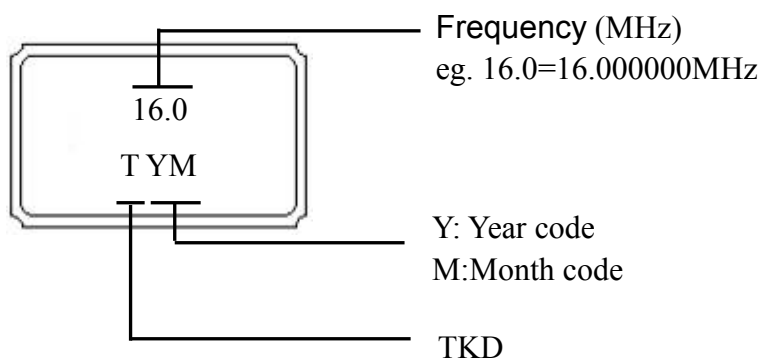 Frequency (MHz)
eg. 16.0=16.000000MHz
16.0
T YM
Y: Year code
M:Month code
TKD